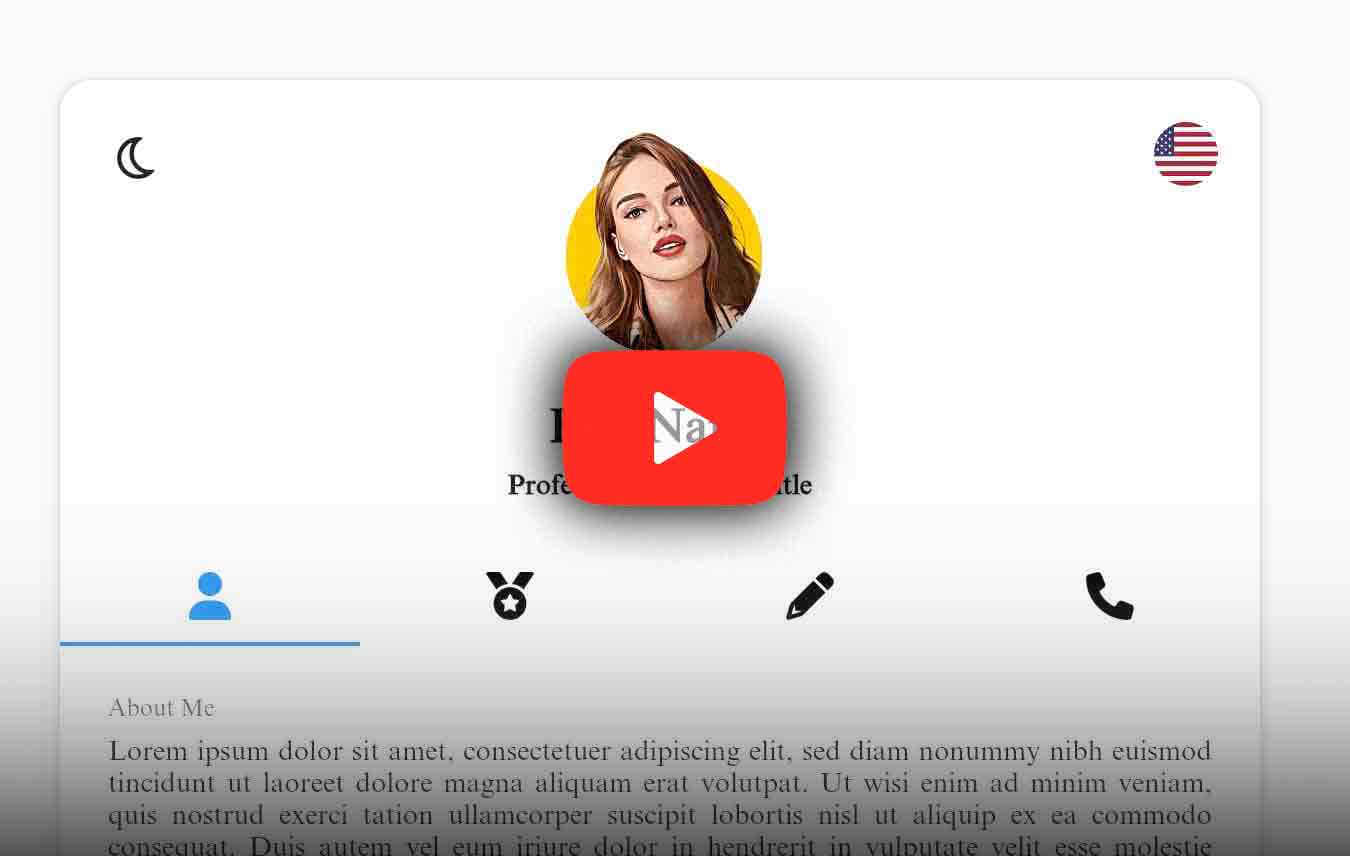 Na
Profe tle
About Me
Lorem ipsum dolor sit amet, consectetuer adipiscing elit, sed diam nonummy nibh euismod
tincidunt ut laoreet dolore magna aliquam erat volutpat. Ut wisi enim ad minim veniam,
quis nostrud exerci tation ullamcorper suscipit lobortis nisl ut aliquip ex ea commodo
consequat. Duis autem vel eum iriure dolor in hendrerit in vulputate velit esse molestie